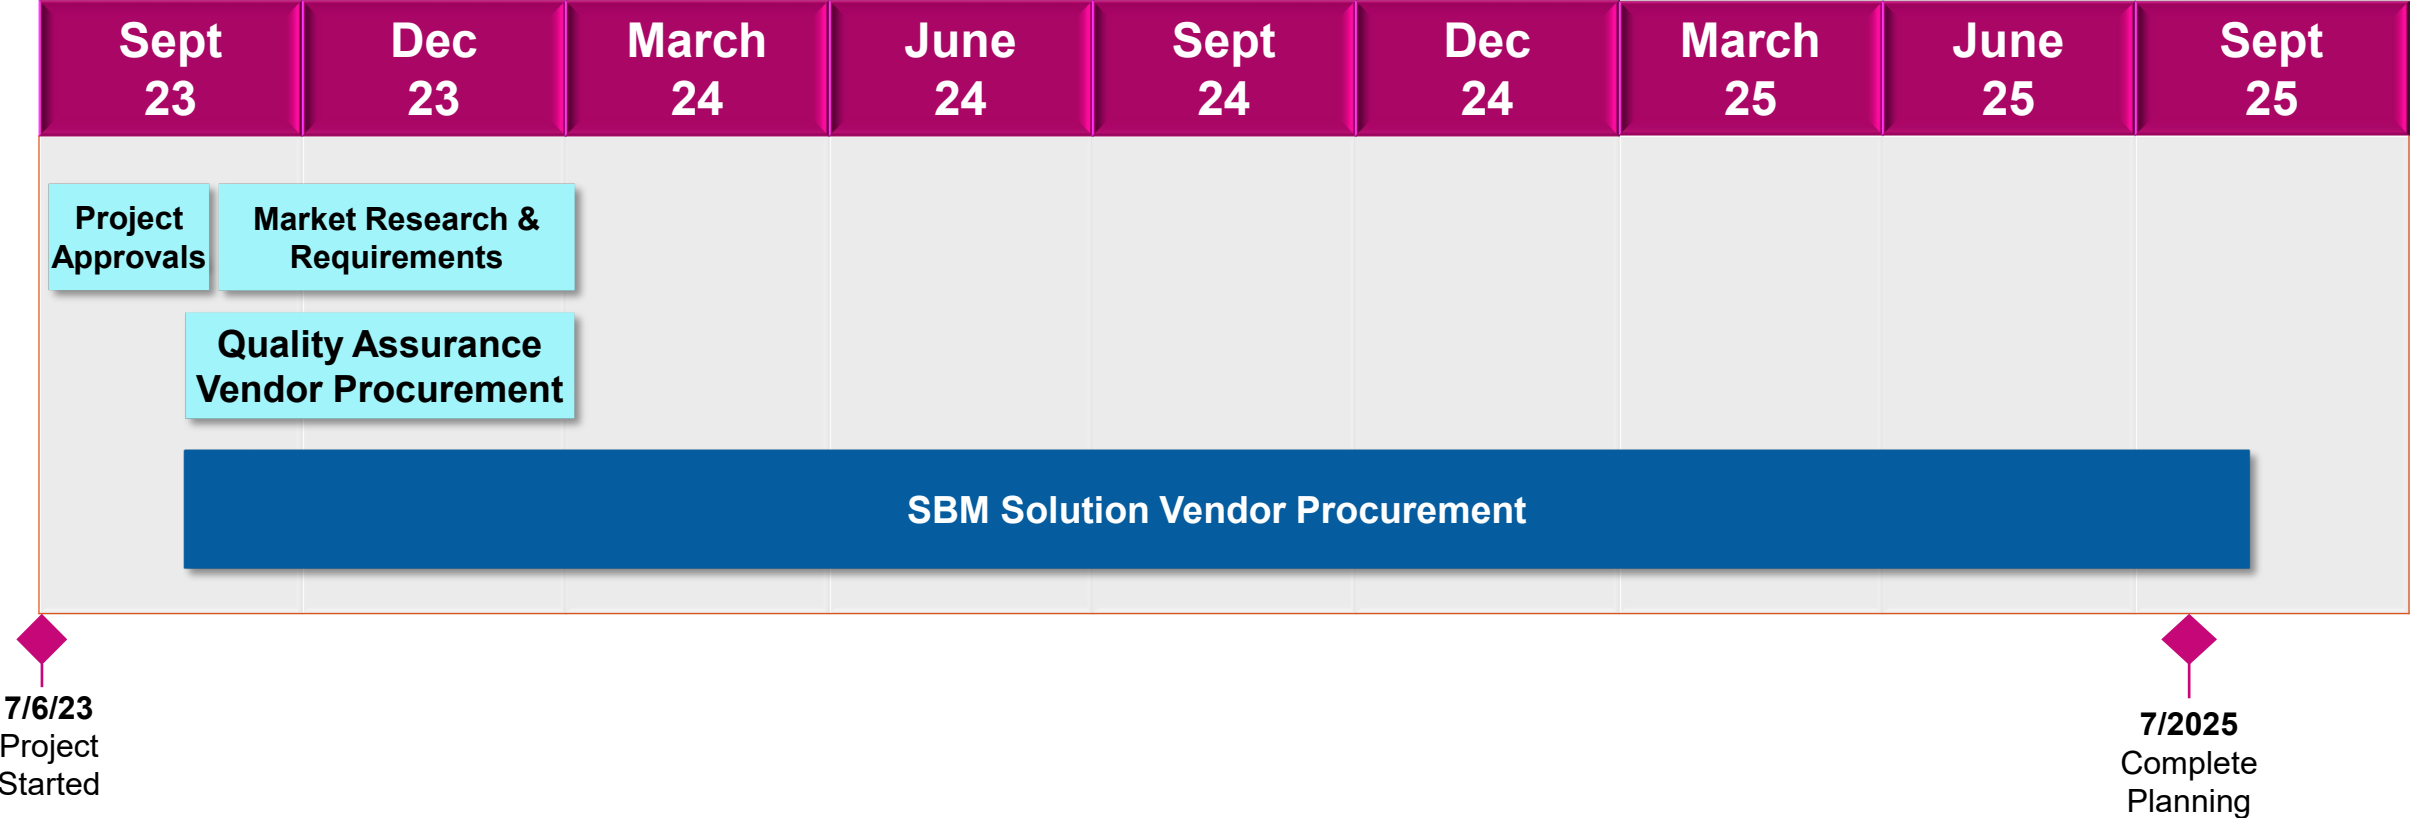 Sept
23
Dec
23
March
24
June
24
Sept
24
Dec
24
March
25
June
25
Sept
25
Project
Approvals
Market Research &
Requirements
Quality Assurance
Vendor Procurement
SBM Solution Vendor Procurement
7/6/23
Project
Started
7/2025
Complete
Planning